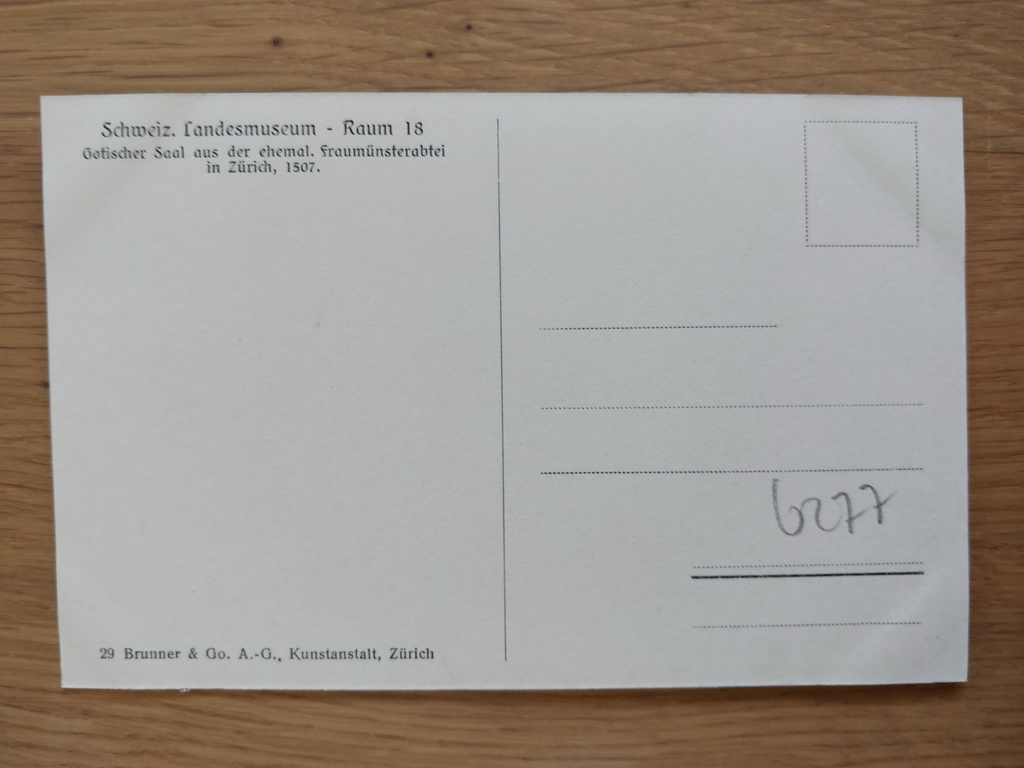 Schweiz. Landesmuseum - Raum 18
Gotischer Saal aus der ehemal. Fraumünsterabtei
in Zürich, 1507.
6277
29 Brunner & Co. A.-G., Kunstanstalt, Zürich